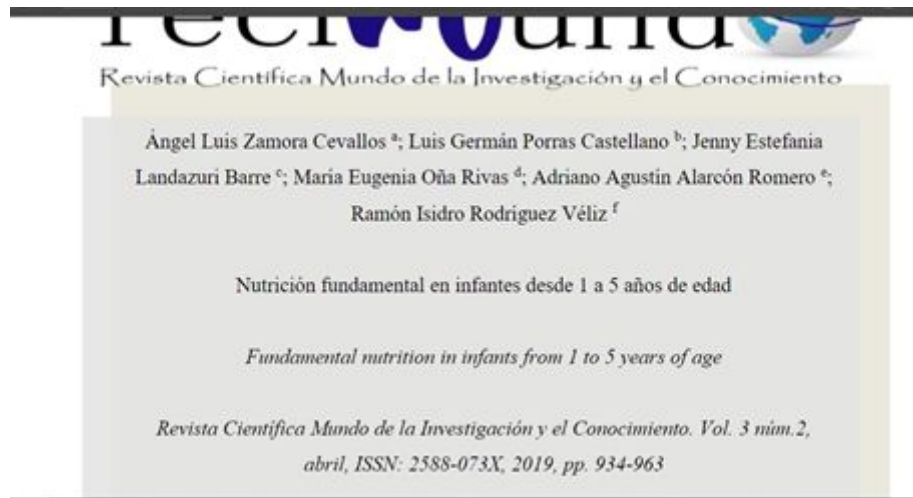 Revista Científica Mundo de la Investigación y el Conocimiento
Ángel Luis Zamora Cevallos ª; Luis Germán Porras Castellano ᵇ; Jenny Estefania
Landazuri Barre ᶜ; María Eugenia Oña Rivas ᵈ; Adriano Agustín Alarcón Romero ᵉ;
Ramón Isidro Rodríguez Véliz ᶠ
Nutrición fundamental en infantes desde 1 a 5 años de edad
Fundamental nutrition in infants from 1 to 5 years of age
Revista Científica Mundo de la Investigación y el Conocimiento. Vol. 3 núm.2,
abril, ISSN: 2588-073X, 2019, pp. 934-963